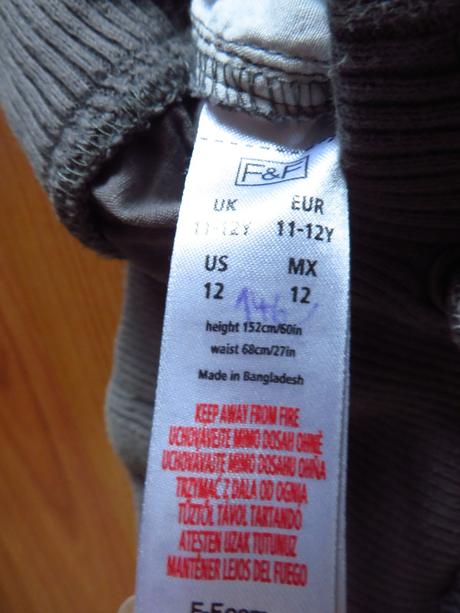 F&F
UK EUR
11-12Y 11-12Y
US MX
12 12
146
height 152cm/60in
waist 68cm/27in
Made in Bangladesh
KEEP AWAY FROM FIRE
UCHOVÁVEJTE MIMO DOSAH OHNĚ
UCHOVÁVAJTE MIMO DOSAHU OHŇA
TRZYMAĆ Z DALA OD OGNIA
TŰZTŐL TÁVOL TARTANDÓ
ATEŞTEN UZAK TUTUNUZ
MANTENER LEJOS DEL FUEGO